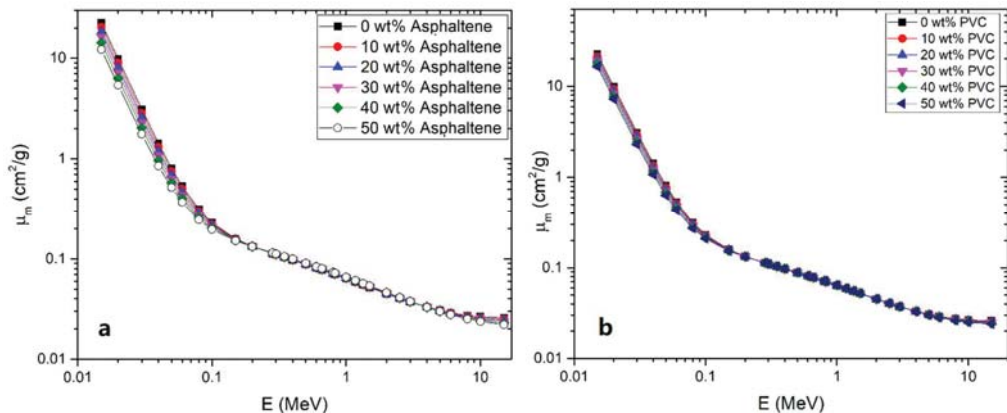 0 wt% Asphaltene
10 wt% Asphaltene
20 wt% Asphaltene
30 wt% Asphaltene
40 wt% Asphaltene
50 wt% Asphaltene
10
1
0.1
0.01
μm (cm²/g)
a
0.01
0.1
1
10
E (MeV)
0 wt% PVC
10 wt% PVC
20 wt% PVC
30 wt% PVC
40 wt% PVC
50 wt% PVC
10
1
0.1
0.01
μm (cm²/g)
b
0.01
0.1
1
10
E (MeV)